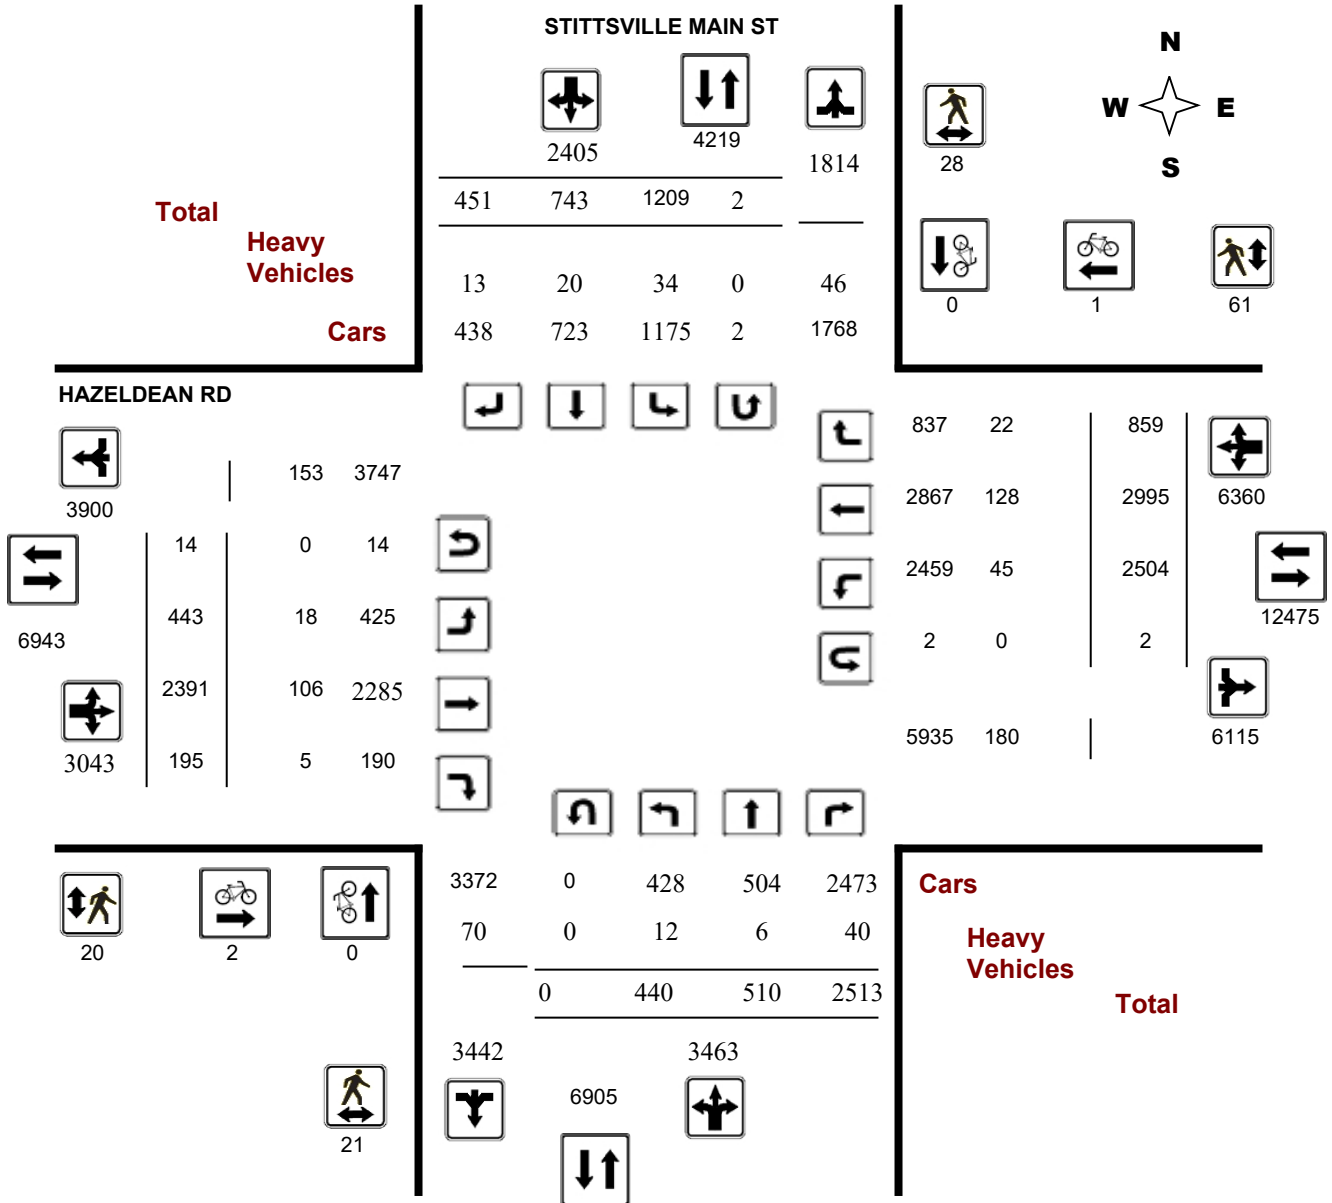 STITTSVILLE MAIN ST
N
W E
S
2405 4219 1814 28
451 743 1209 2
Total
Heavy
Vehicles
13 20 34 0 46
0 1 61
Cars
438 723 1175 2 1768
HAZELDEAN RD
837 22 859
153 3747
3900
2867 128 2995 6360
14 0 14
2459 45 2504
443 18 425
12475
6943
2 0 2
2391 106 2285
5935 180 6115
3043 195 5 190
3372 0 428 504 2473
Cars
70 0 12 6 40
Heavy
Vehicles
20 2 0
0 440 510 2513
Total
3442 3463
6905
21